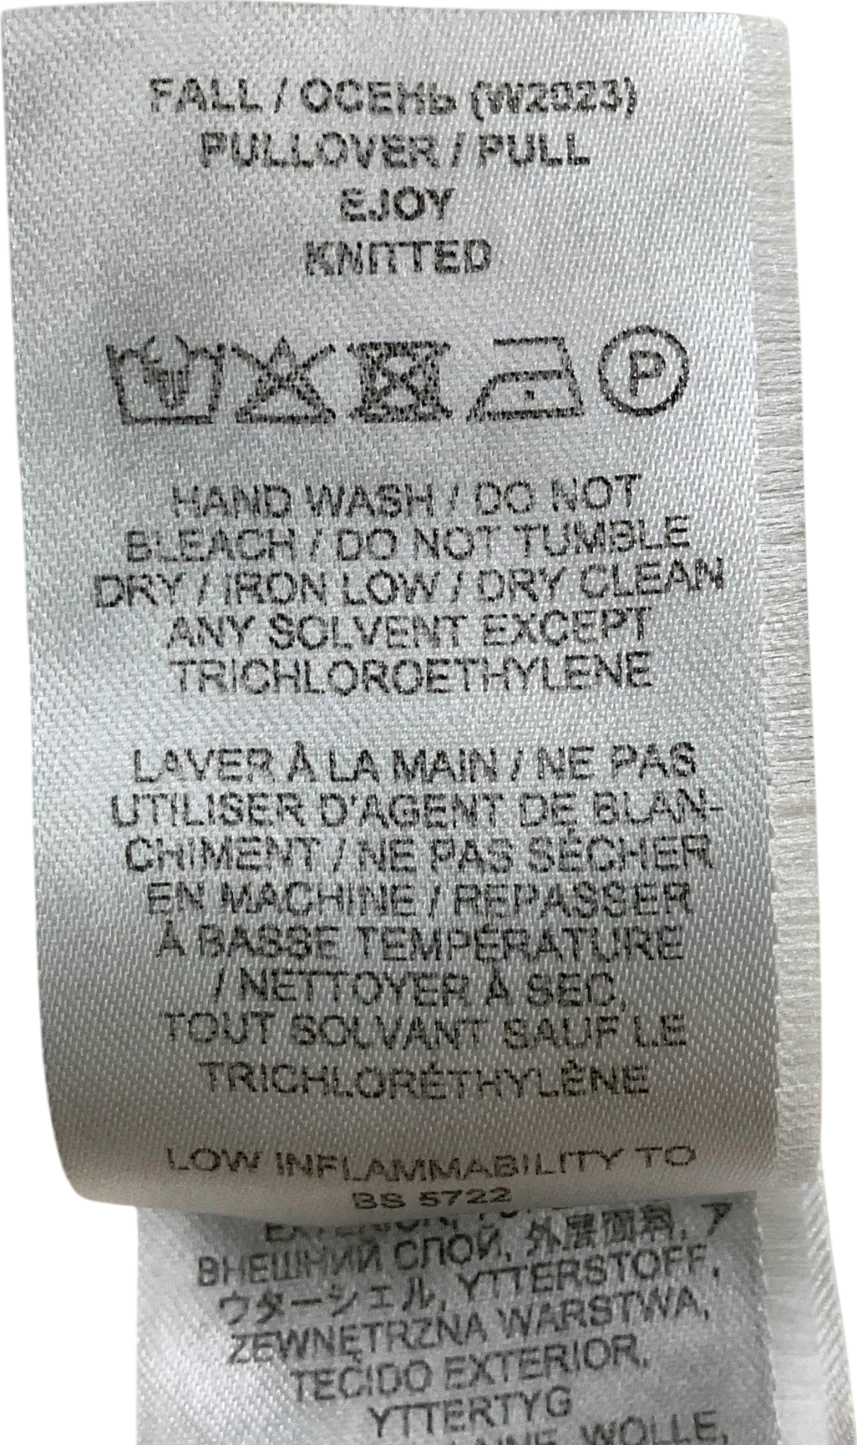 FALL / ОСЕНЬ (W2023)
PULLOVER / PULL
EJOY
KNITTED
P
HAND WASH / DO NOT
BLEACH / DO NOT TUMBLE
DRY / IRON LOW / DRY CLEAN
ANY SOLVENT EXCEPT
TRICHLOROETHYLENE
LAVER À LA MAIN / NE PAS
UTILISER D'AGENT DE BLAN-
CHIMENT / NE PAS SÉCHER
EN MACHINE / REPASSER
À BASSE TEMPÉRATURE
/ NETTOYER À SEC,
TOUT SOLVANT SAUF LE
TRICHLORÉTHYLÈNE
LOW INFLAMMABILITY TO
BS 5722
ВНЕШНИЙ СЛОЙ, 外层面料, ア
ウターシェル, YTTERSTOFF,
ZEWNĘTRZNA WARSTWA,
TECIDO EXTERIOR,
YTTERTYG
WOLLE,